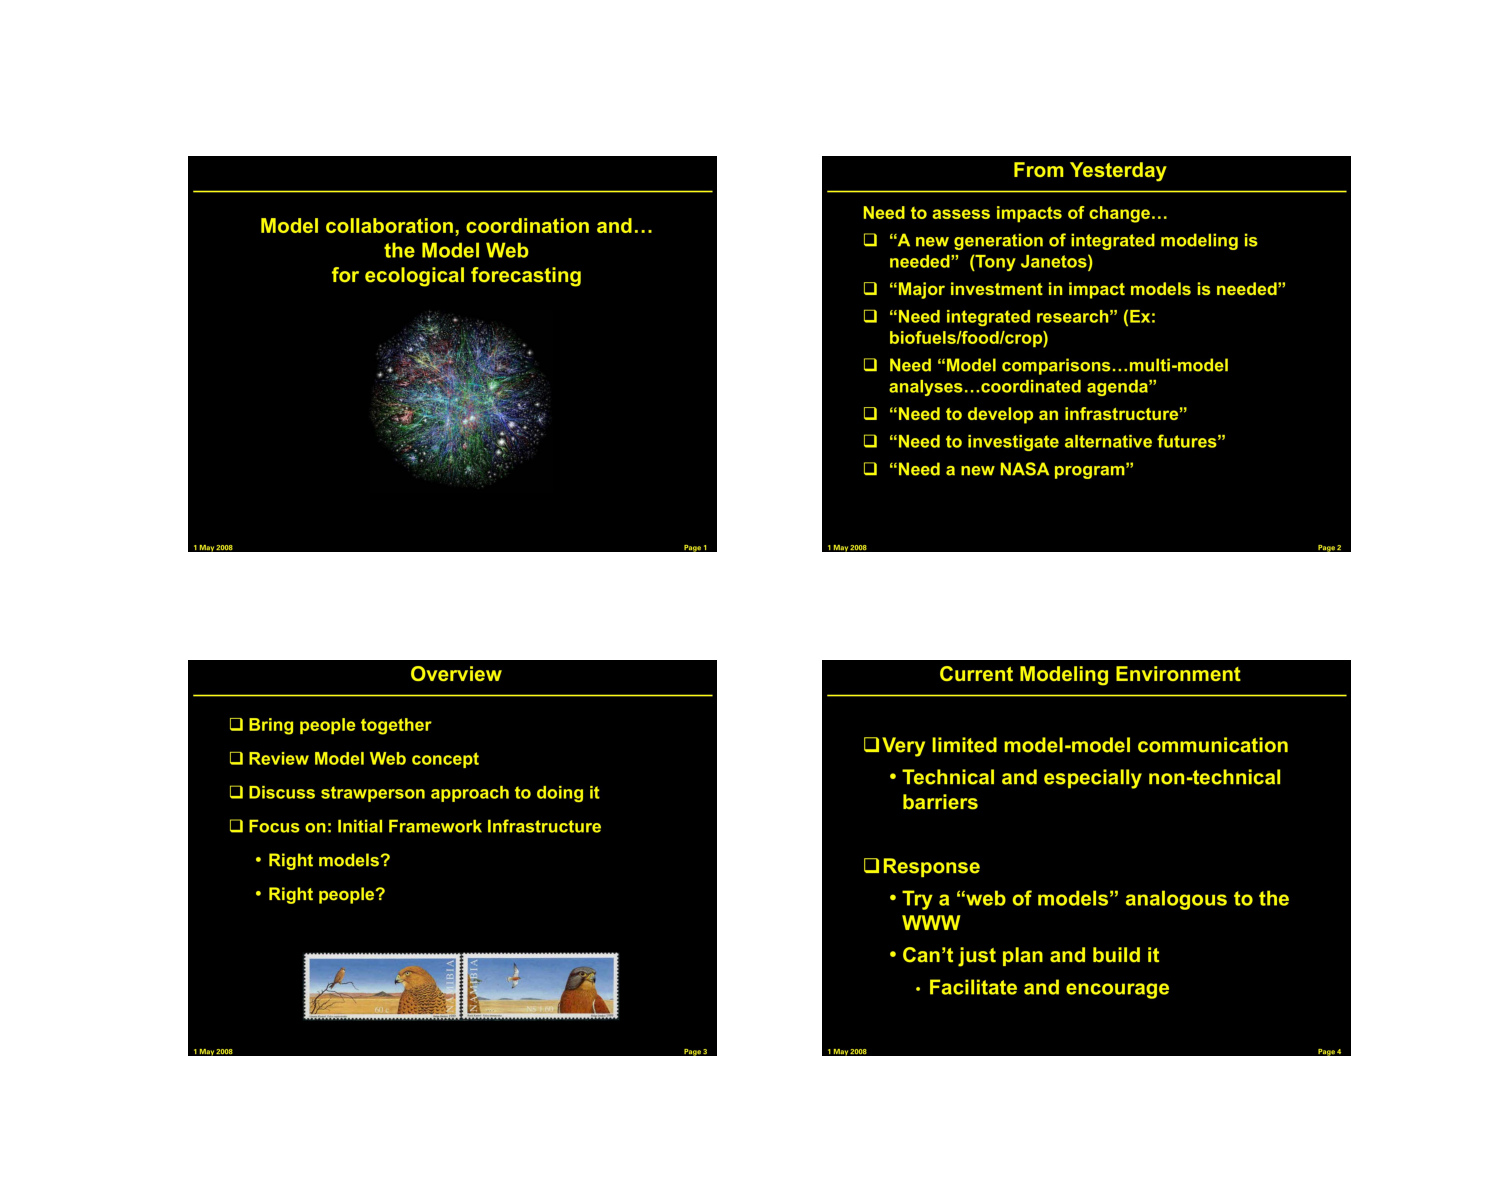 Model collaboration, coordination and…
the Model Web
for ecological forecasting
1 May 2008
Page 1
From Yesterday
Need to assess impacts of change…
❑ “A new generation of integrated modeling is
needed” (Tony Janetos)
❑ “Major investment in impact models is needed”
❑ “Need integrated research” (Ex:
biofuels/food/crop)
❑ Need “Model comparisons…multi-model
analyses…coordinated agenda”
❑ “Need to develop an infrastructure”
❑ “Need to investigate alternative futures”
❑ “Need a new NASA program”
1 May 2008
Page 2
Overview
❑ Bring people together
❑ Review Model Web concept
❑ Discuss strawperson approach to doing it
❑ Focus on: Initial Framework Infrastructure
• Right models?
• Right people?
NAMIBIA
NAMIBIA
1 May 2008
Page 3
Current Modeling Environment
❑Very limited model-model communication
• Technical and especially non-technical
barriers
❑Response
• Try a “web of models” analogous to the
WWW
• Can’t just plan and build it
• Facilitate and encourage
1 May 2008
Page 4